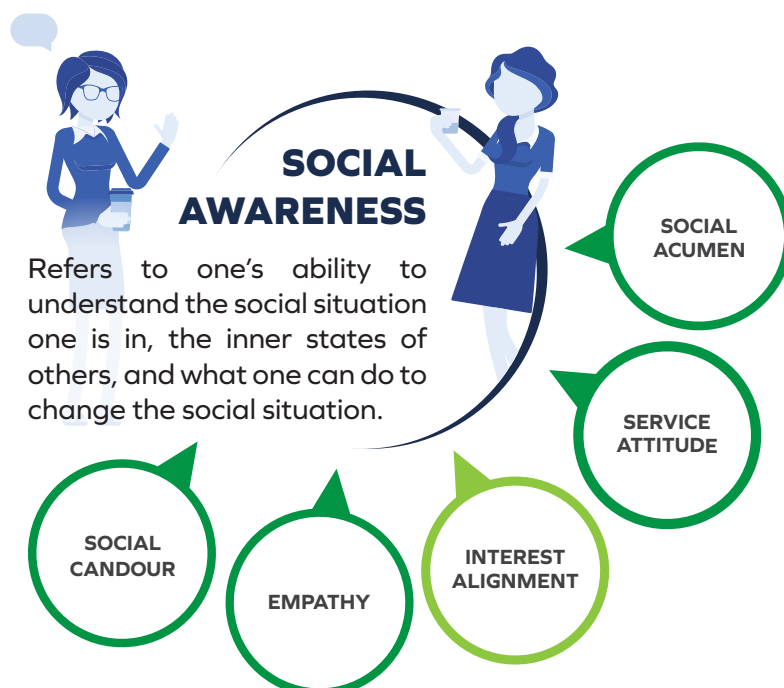 SOCIAL
AWARENESS
Refers to one’s ability to
understand the social situation
one is in, the inner states of
others, and what one can do to
change the social situation.
SOCIAL
ACUMEN
SERVICE
ATTITUDE
INTEREST
ALIGNMENT
EMPATHY
SOCIAL
CANDOUR